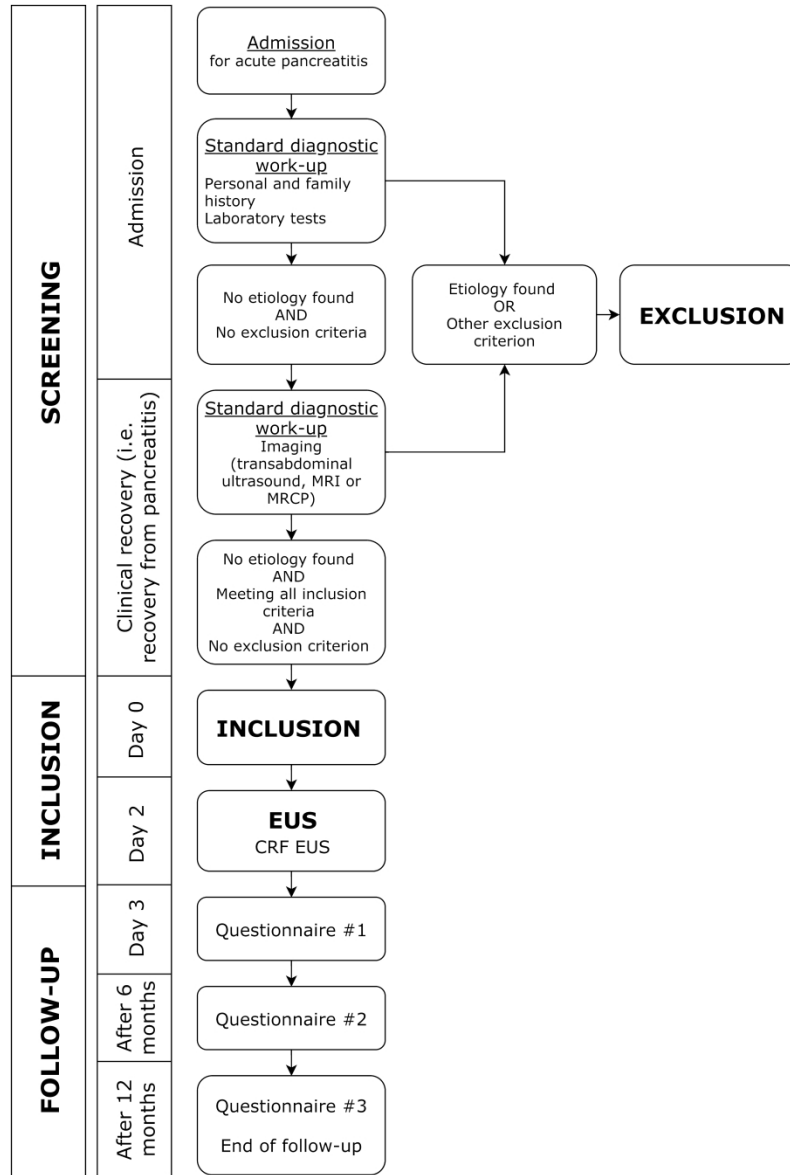 SCREENING
Admission
Admission
for acute pancreatitis
Standard diagnostic
work-up
Personal and family
history
Laboratory tests
No etiology found
AND
No exclusion criteria
Etiology found
OR
Other exclusion
criterion
EXCLUSION
Clinical recovery (i.e.
recovery from pancreatitis)
Standard diagnostic
work-up
Imaging
(transabdominal
ultrasound, MRI or
MRCP)
No etiology found
AND
Meeting all inclusion
criteria
AND
No exclusion criterion
INCLUSION
Day 0
INCLUSION
Day 2
EUS
CRF EUS
FOLLOW-UP
Day 3
Questionnaire #1
After 6
months
Questionnaire #2
After 12
months
Questionnaire #3
End of follow-up